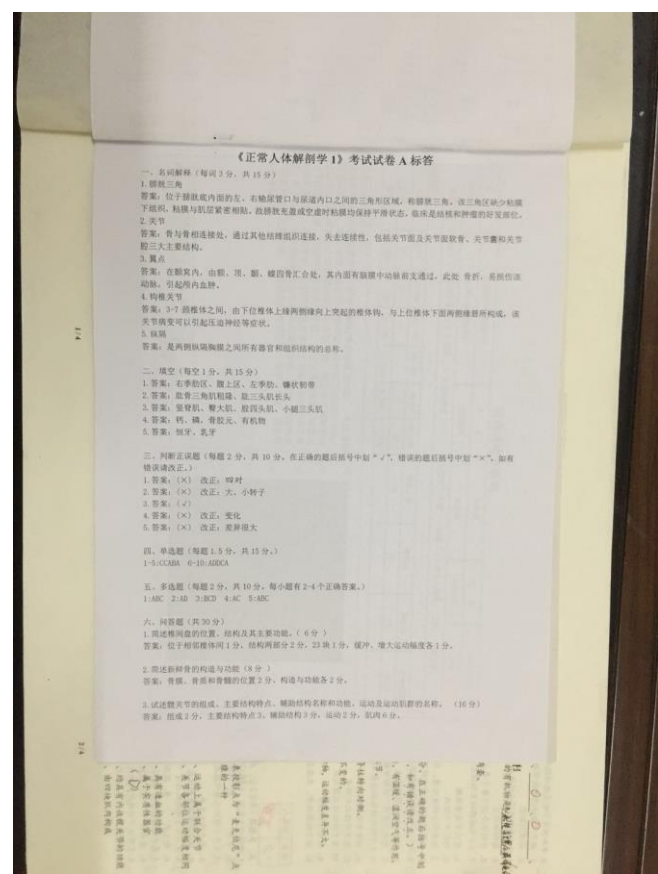 《正常人体解剖学1》考试试卷 A 标答
一、名词解释（每词3分，共15分）
1.膀胱三角
答案：位于膀胱底内面的左、右输尿管口与尿道内口之间的三角形区域，称膀胱三角。该三角区缺少粘膜
下组织，粘膜与肌层紧密相贴，故膀胱充盈或空虚时粘膜均保持平滑状态，临床是结核和肿瘤的好发部位。
2.关节
答案：骨与骨相连接处，通过其他结缔组织连接，失去连续性，包括关节面及关节面软骨、关节囊和关节
腔三大主要结构。
3.翼点
答案：在颞窝内，由额、顶、颞、蝶四骨汇合处，其内面有脑膜中动脉前支通过，此处 骨折，易损伤该
动脉，引起颅内血肿。
4.钩椎关节
答案：3-7 颈椎体之间，由下位椎体上缘两侧缘向上突起的椎体钩，与上位椎体下面两侧缘唇所构成，该
关节病变可以引起压迫神经等症状。
5.纵隔
答案：是两侧纵隔胸膜之间所有器官和组织结构的总称。
二、填空（每空1分，共15分）
1.答案：右季肋区、腹上区、左季肋、镰状韧带
2.答案：肱骨三角肌粗隆、肱三头肌长头
3.答案：竖脊肌、臀大肌、股四头肌、小腿三头肌
4.答案：钙、磷、骨胶元、有机物
5.答案：恒牙、乳牙
三、判断正误题（每题2分，共10分，在正确的题后括号中划“√”，错误的题后括号中划“×”，如有
错误请改正。）
1.答案：（×） 改正：四对
2.答案：（×） 改正：大、小转子
3.答案：（√）
4.答案：（×） 改正：变化
5.答案：（×） 改正：差异很大
四、单选题（每题1.5分，共15分。）
1-5:CCABA 6-10:ADDCA
五、多选题（每题2分，共10分。每小题有2-4个正确答案。）
1:ABC 2:AB 3:BCD 4:AC 5:ABC
六、问答题（共30分）
1.简述椎间盘的位置、结构及其主要功能。（6分）
答案：位于相邻椎体间1分，结构两部分2分，23块1分，缓冲、增大运动幅度各1分。
2.简述新鲜骨的构造与功能（8分）
答案：骨膜、骨质和骨髓的位置2分，构造与功能各2分。
3.试述髋关节的组成、主要结构特点、辅助结构名称和功能、运动及运动肌群的名称。（16分）
答案：组成2分，主要结构特点3，辅助结构3分，运动2分，肌肉6分。
1/4
2/4